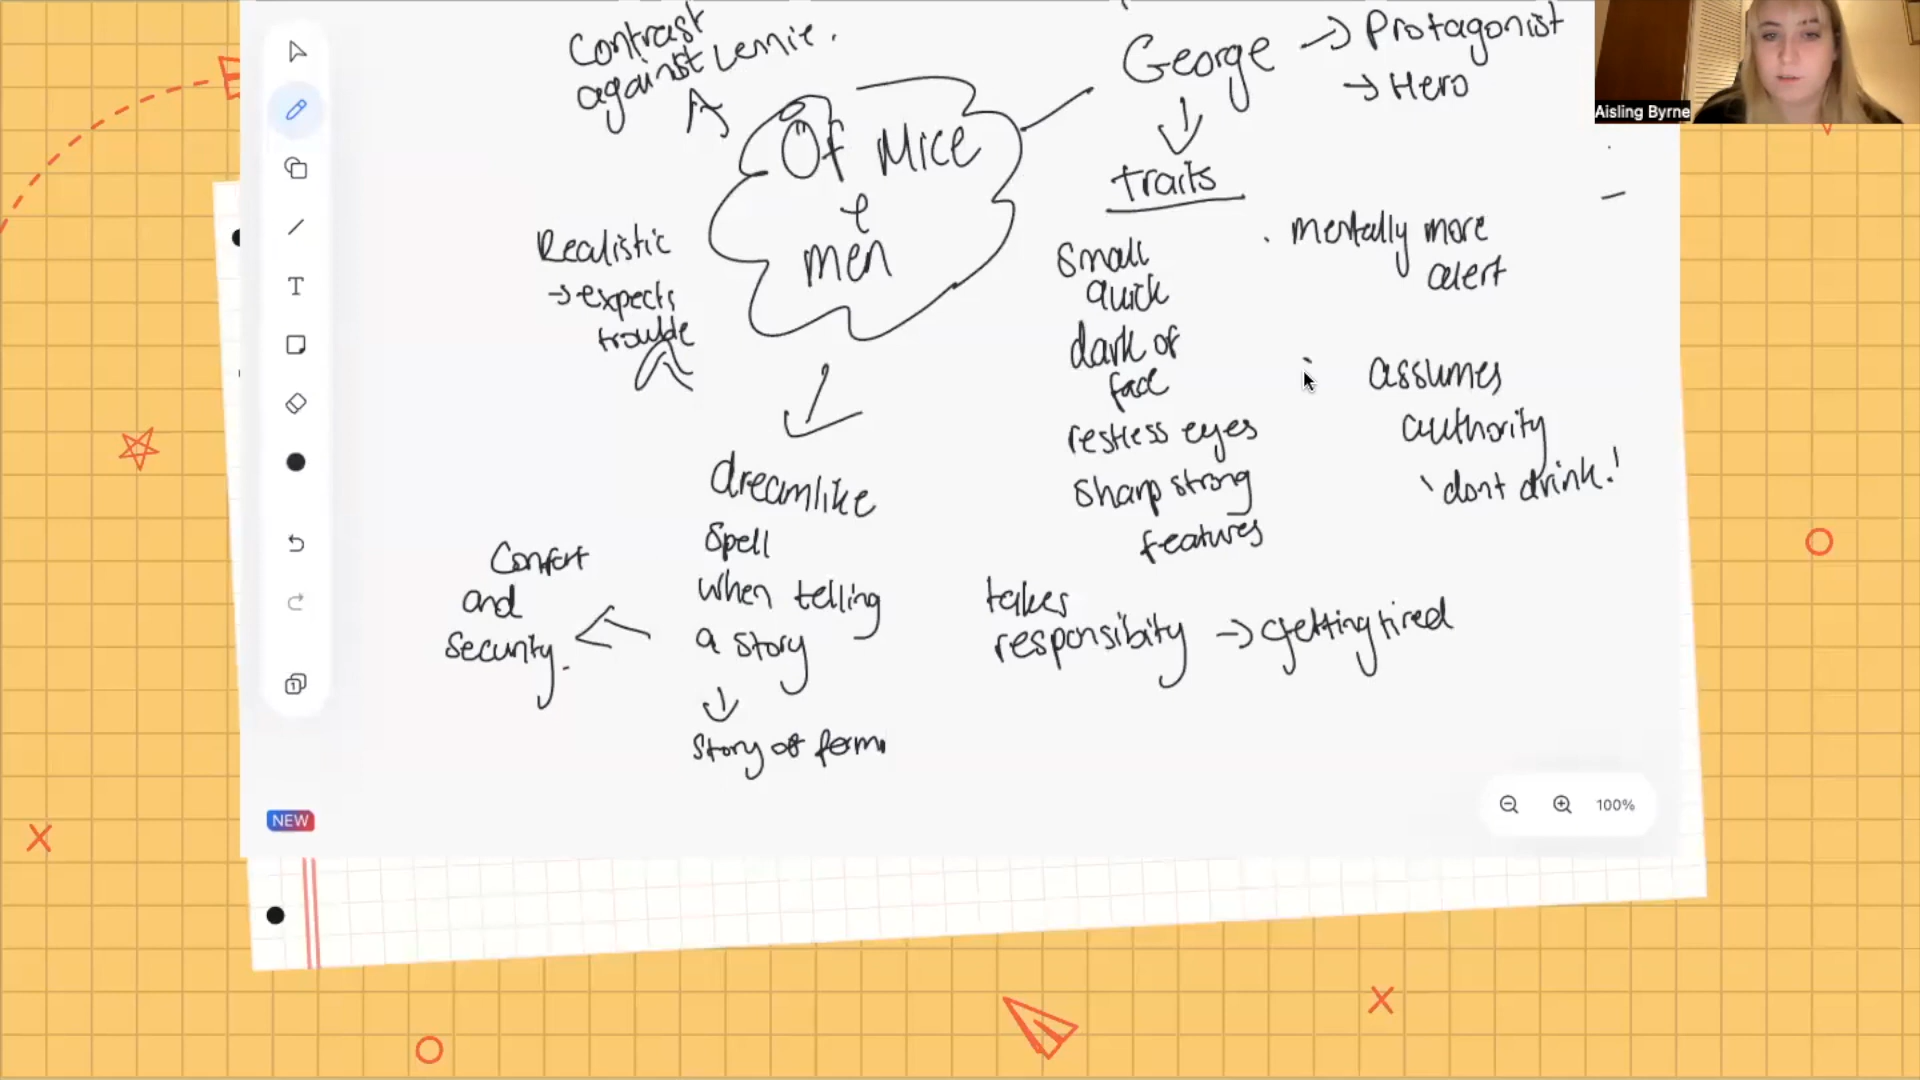 Contrast
against Lennie.
George → Protagonist
→ Hero
Aisling Byrne
Of Mice
&
men
traits
Realistic
→ expects
trouble
small
quick
dark of
face
restless eyes
sharp strong
features
. mentally more
alert
assumes
authority
'dont drink!'
dreamlike
spell
when telling
a story
Story of farm
Comfort
and
security.
takes
responsibity → getting tired
T
NEW
100%